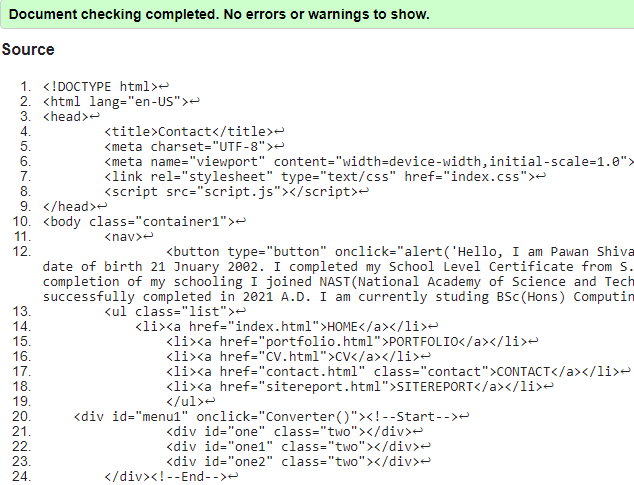 Document checking completed. No errors or warnings to show.
Source
1. <!DOCTYPE html>↩
2. <html lang="en-US">↩
3. <head>↩
4. <title>Contact</title>↩
5. <meta charset="UTF-8">↩
6. <meta name="viewport" content="width=device-width,initial-scale=1.0">
7. <link rel="stylesheet" type="text/css" href="index.css">↩
8. <script src="script.js"></script>↩
9. </head>↩
10. <body class="container1">↩
11. <nav>↩
12. <button type="button" onclick="alert('Hello, I am Pawan Shiva
date of birth 21 Jnuary 2002. I completed my School Level Certificate from S.
completion of my schooling I joined NAST(National Academy of Science and Tech
successfully completed in 2021 A.D. I am currently studing BSc(Hons) Computin
13. <ul class="list">↩
14. <li><a href="index.html">HOME</a></li>↩
15. <li><a href="portfolio.html">PORTFOLIO</a></li>↩
16. <li><a href="CV.html">CV</a></li>↩
17. <li><a href="contact.html" class="contact">CONTACT</a></li>↩
18. <li><a href="sitereport.html">SITEREPORT</a></li>↩
19. </ul>↩
20. <div id="menu1" onclick="Converter()"><!--Start-->↩
21. <div id="one" class="two"></div>↩
22. <div id="one1" class="two"></div>↩
23. <div id="one2" class="two"></div>↩
24. </div><!--End-->↩